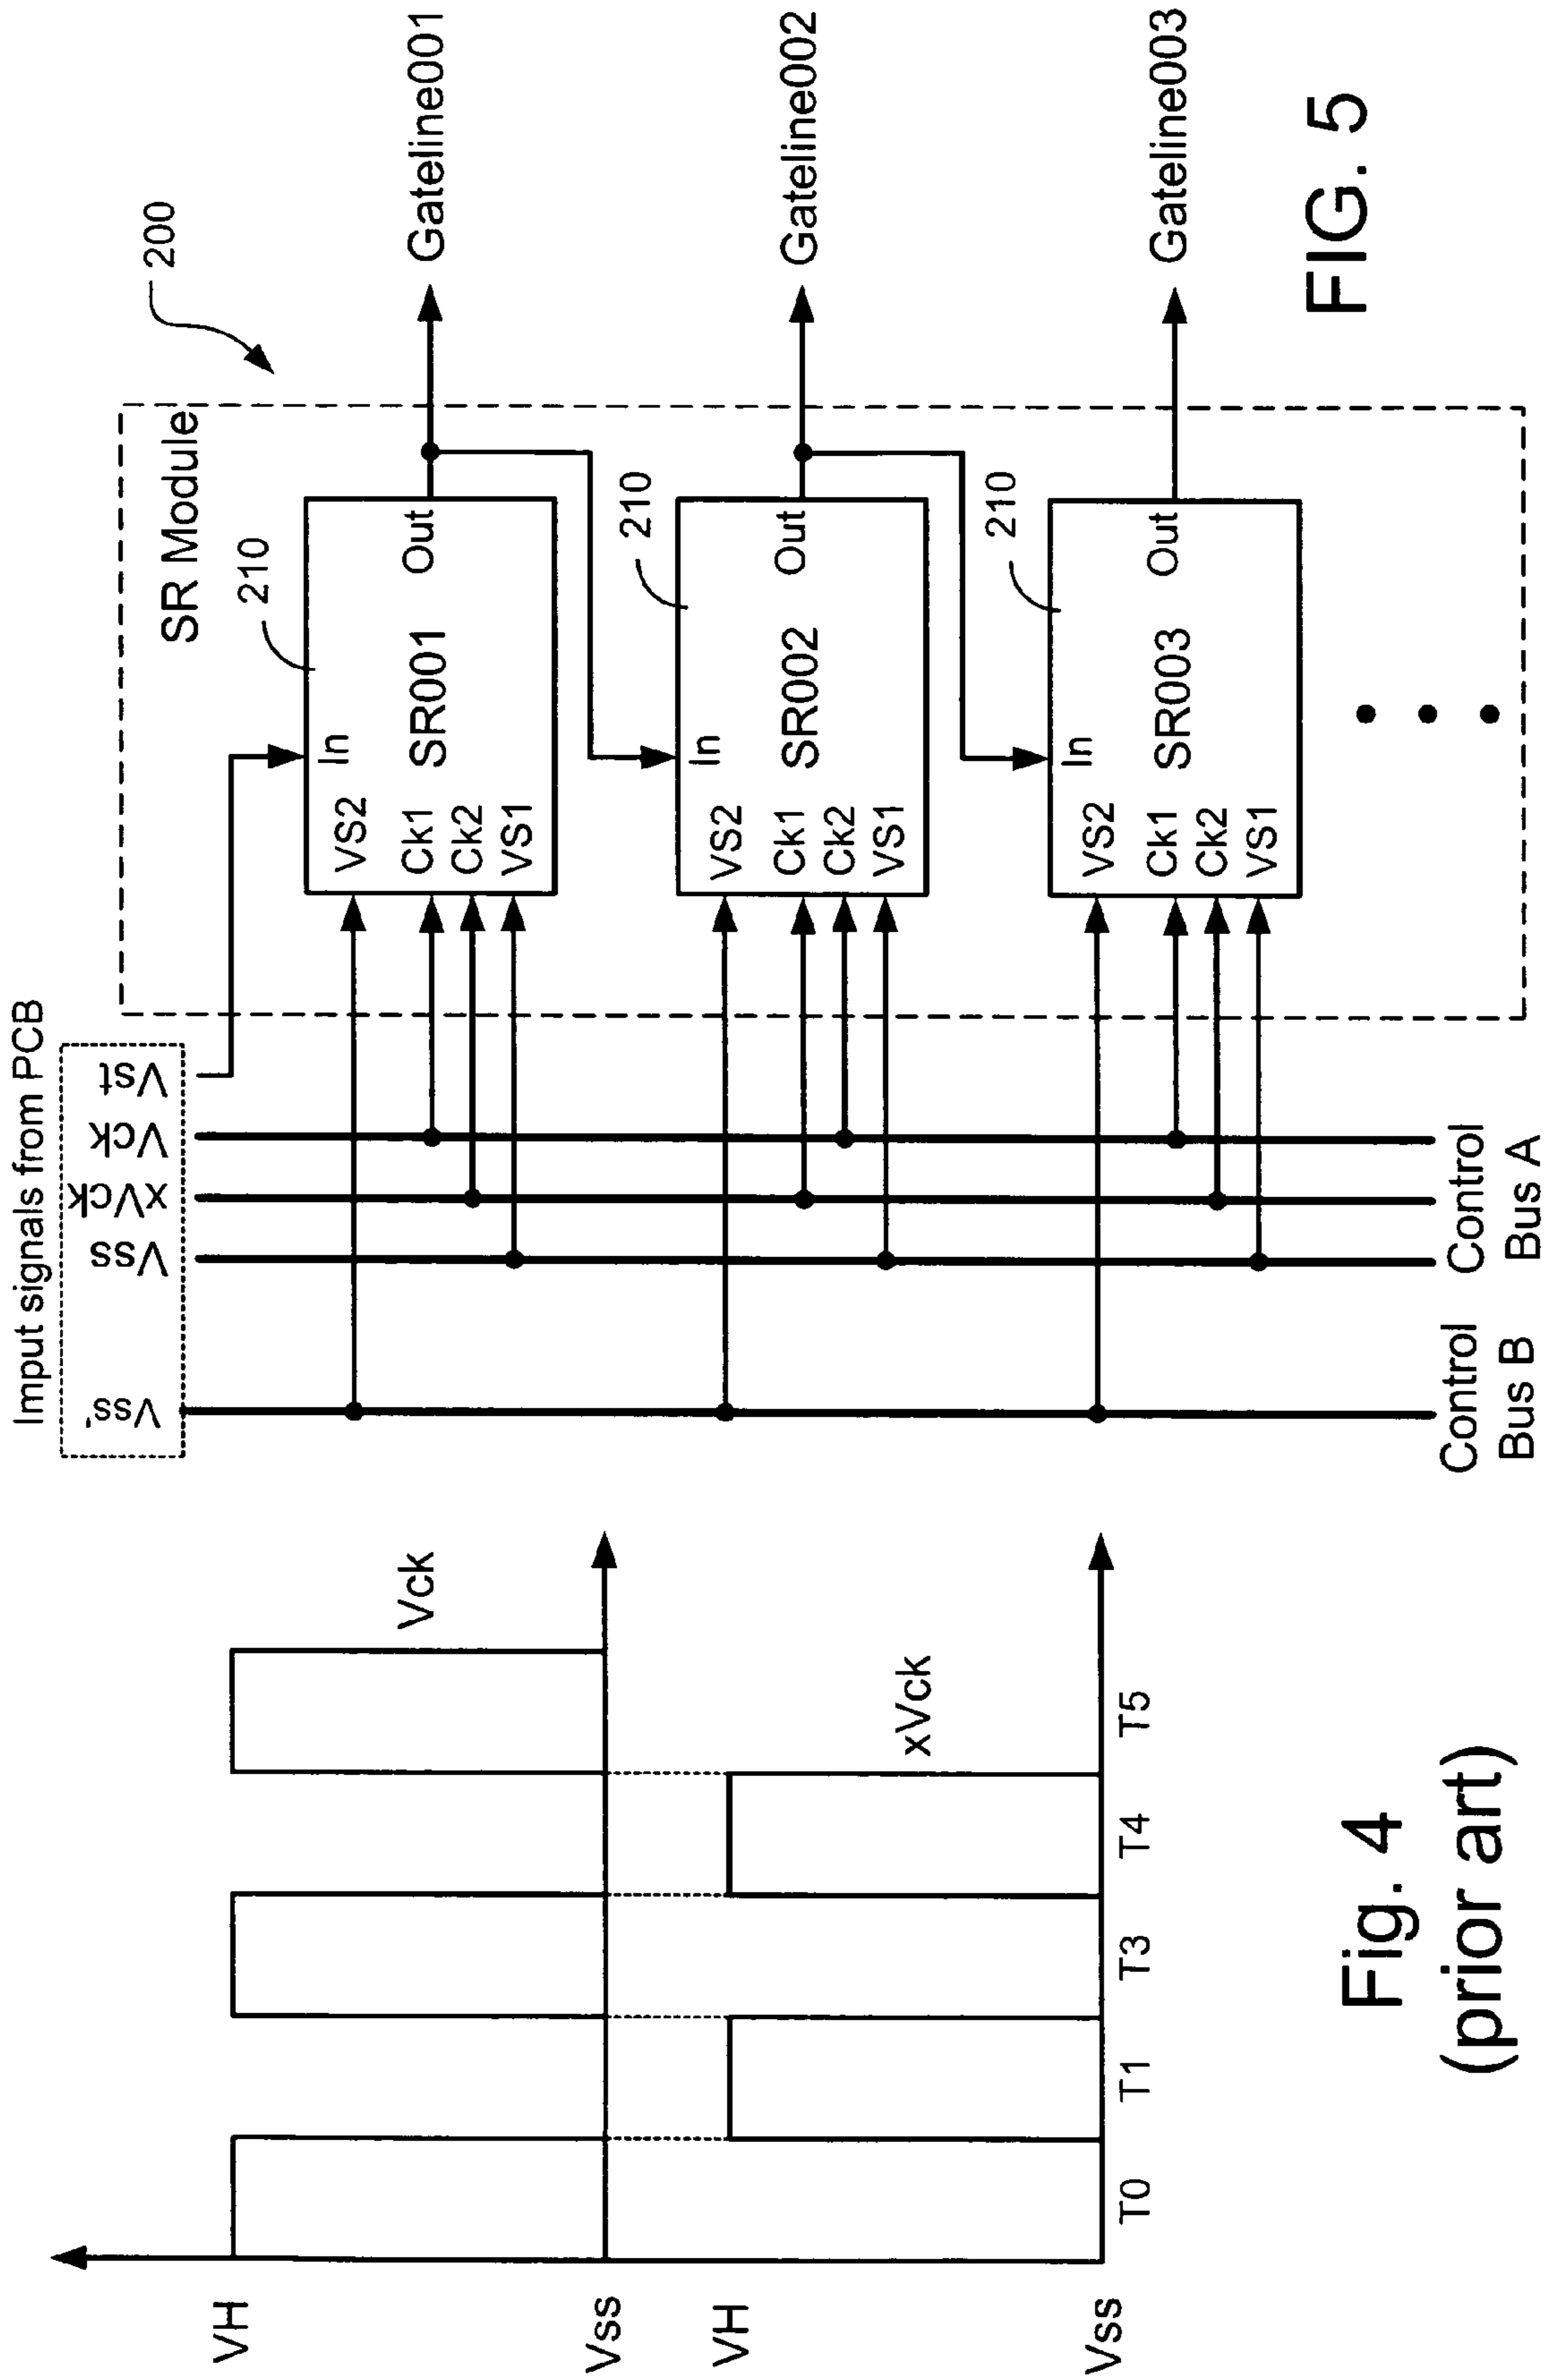 VH
Vck
Vss
VH
xVck
Vss
T0 T1 T3 T4 T5
Fig. 4
(prior art)
Imput signals from PCB
Vss' Vss xVck Vck Vst
200
SR Module
210
VS2 In
Ck1 SR001 Out
Ck2
VS1
Gateline001
210
VS2 In
Ck1 SR002 Out
Ck2
VS1
Gateline002
210
VS2 In
Ck1 SR003 Out
Ck2
VS1
Gateline003
Control
Bus B
Control
Bus A
FIG. 5